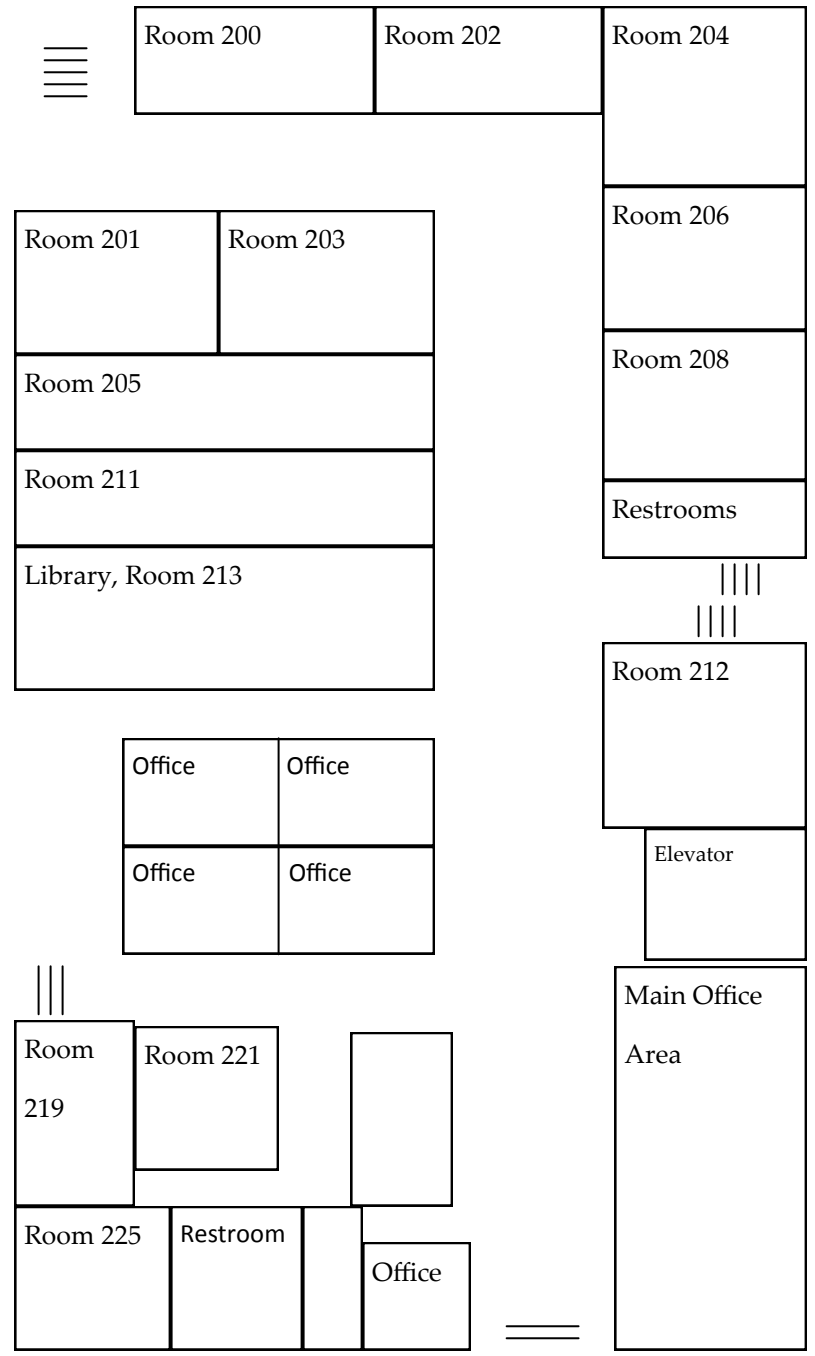 Room 200
Room 202
Room 204
Room 201
Room 203
Room 206
Room 205
Room 208
Room 211
Restrooms
Library, Room 213
Room 212
Office
Office
Elevator
Office
Office
Main Office
Area
Room
219
Room 221
Room 225
Restroom
Office